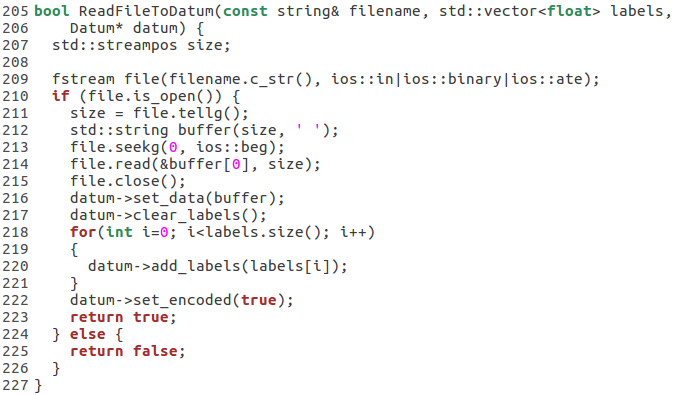 205 bool ReadFileToDatum(const string& filename, std::vector<float> labels,
206     Datum* datum) {
207   std::streampos size;
208
209   fstream file(filename.c_str(), ios::in|ios::binary|ios::ate);
210   if (file.is_open()) {
211     size = file.tellg();
212     std::string buffer(size, ' ');
213     file.seekg(0, ios::beg);
214     file.read(&buffer[0], size);
215     file.close();
216     datum->set_data(buffer);
217     datum->clear_labels();
218     for(int i=0; i<labels.size(); i++)
219     {
220       datum->add_labels(labels[i]);
221     }
222     datum->set_encoded(true);
223     return true;
224   } else {
225     return false;
226   }
227 }